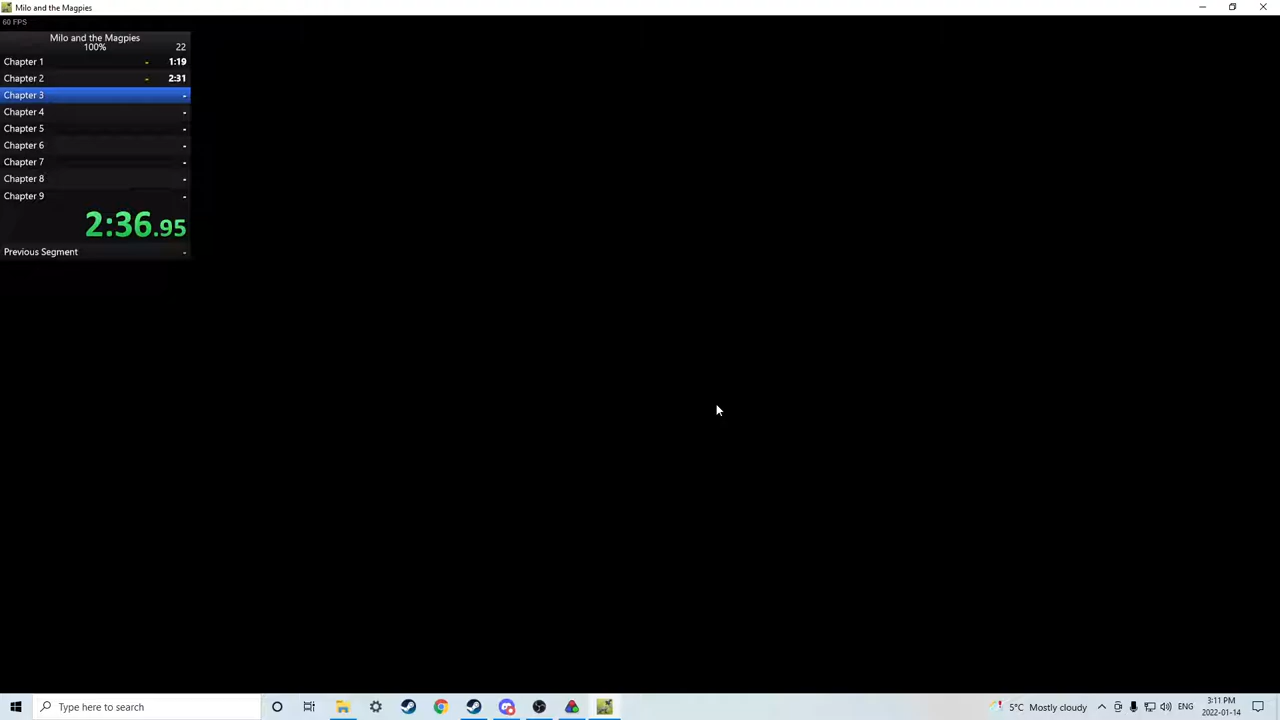 Milo and the Magpies
60 FPS
Milo and the Magpies
100% 22
Chapter 1 - 1:19
Chapter 2 - 2:31
Chapter 3 -
Chapter 4 -
Chapter 5 -
Chapter 6 -
Chapter 7 -
Chapter 8 -
Chapter 9 -
2:36.95
Previous Segment -
Type here to search
5°C Mostly cloudy
ENG
3:11 PM
2022-01-14